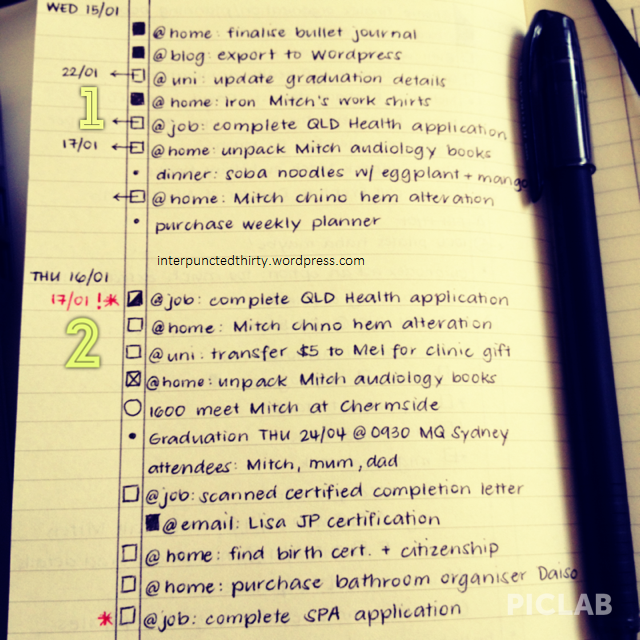 WED 15/01
@home: finalise bullet journal
@blog: export to Wordpress
22/01 @uni: update graduation details
1
@home: Iron Mitch's work shirts
@job: complete QLD Health application
17/01 @home: unpack Mitch audiology books
dinner: soba noodles w/ eggplant + mango
@home: Mitch chino hem alteration
purchase weekly planner
interpunctedthirty.wordpress.com
THU 16/01
17/01 !* @job: complete QLD Health application
2
@home: Mitch chino hem alteration
@uni: transfer $5 to Mel for clinic gift
@home: unpack Mitch audiology books
1600 meet Mitch at Chermside
Graduation THU 24/04 @ 0930 MQ Sydney
attendees: Mitch, mum, dad
@job: scanned certified completion letter
@email: Lisa JP certification
@home: find birth cert. + citizenship
@home: purchase bathroom organiser Daiso
* @job: complete SPA application
PICLAB